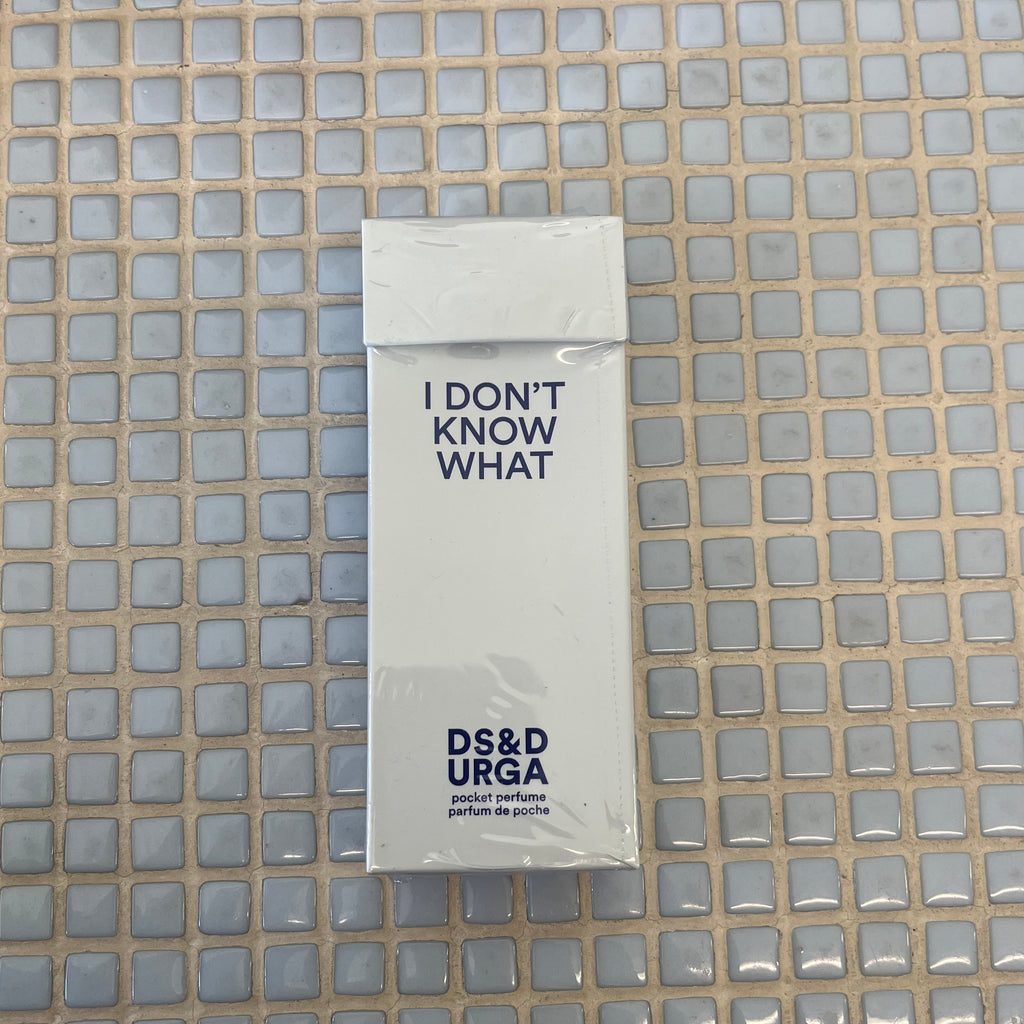 I DON'T
KNOW
WHAT
DS&D
URGA
pocket perfume
parfum de poche